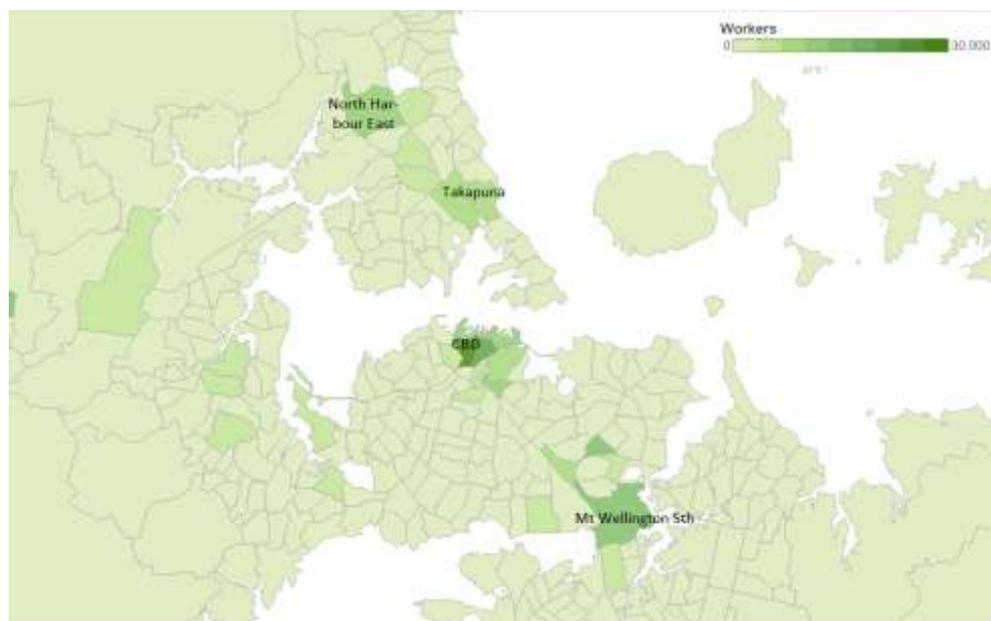 Workers
0 30,000
North Har-
bour East
Takapuna
CBD
Mt Wellington Sth